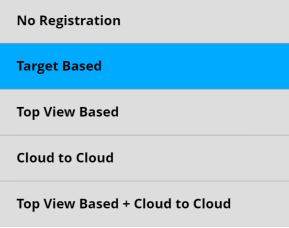 No Registration
Target Based
Top View Based
Cloud to Cloud
Top View Based + Cloud to Cloud